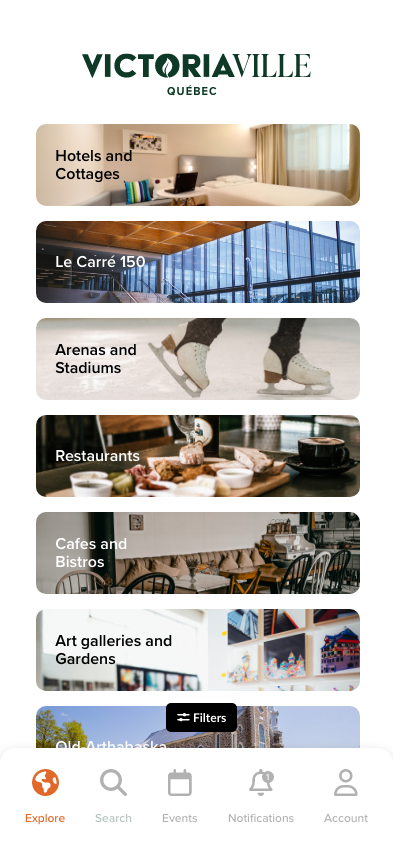 VICTORIAVILLE
QUÉBEC
Hotels and
Cottages
Le Carré 150
Arenas and
Stadiums
Restaurants
Cafes and
Bistros
Art galleries and
Gardens
Filters
Old Arthabaska
Explore
Search
Events
Notifications
Account